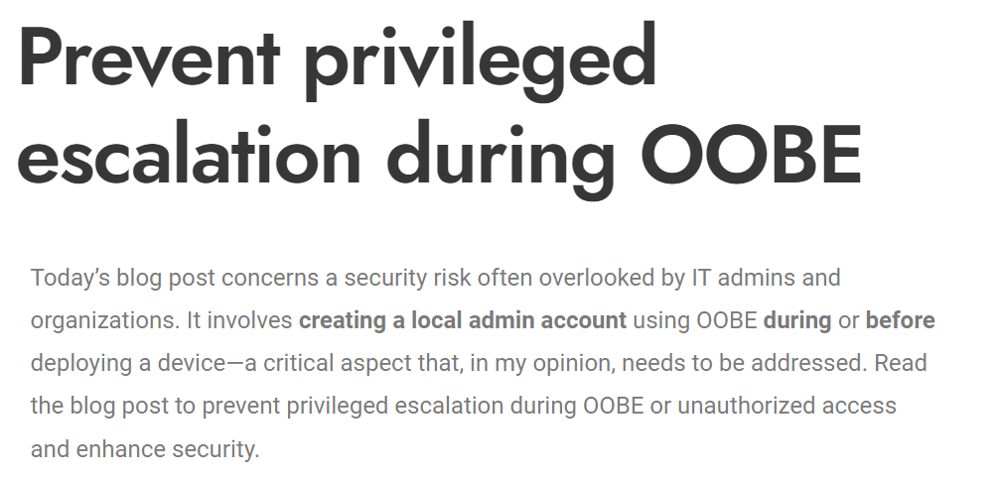 Prevent privileged
escalation during OOBE
Today’s blog post concerns a security risk often overlooked by IT admins and
organizations. It involves creating a local admin account using OOBE during or before
deploying a device—a critical aspect that, in my opinion, needs to be addressed. Read
the blog post to prevent privileged escalation during OOBE or unauthorized access
and enhance security.